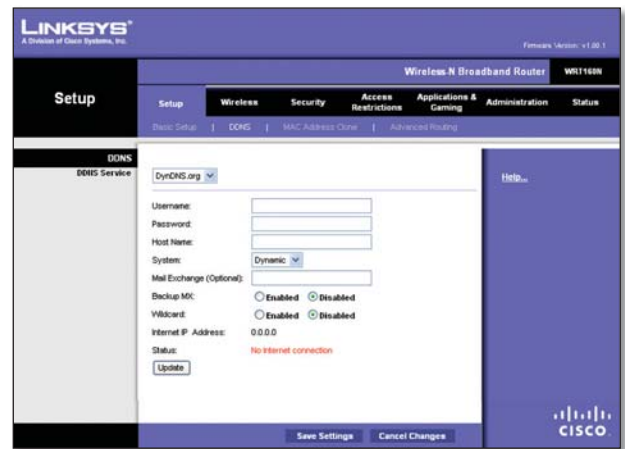 LINKSYS®
A Division of Cisco Systems, Inc.
Firmware Version: v1.00.1
Wireless-N Broadband Router WRT160N
Setup
Setup Wireless Security Access Restrictions Applications & Gaming Administration Status
Basic Setup | DDNS | MAC Address Clone | Advanced Routing
DDNS
DDNS Service
DynDNS.org
Help...
Username:
Password:
Host Name:
System: Dynamic
Mail Exchange (Optional):
Backup MX: Enabled Disabled
Wildcard: Enabled Disabled
Internet IP Address: 0.0.0.0
Status: No Internet connection
Update
Save Settings Cancel Changes
CISCO